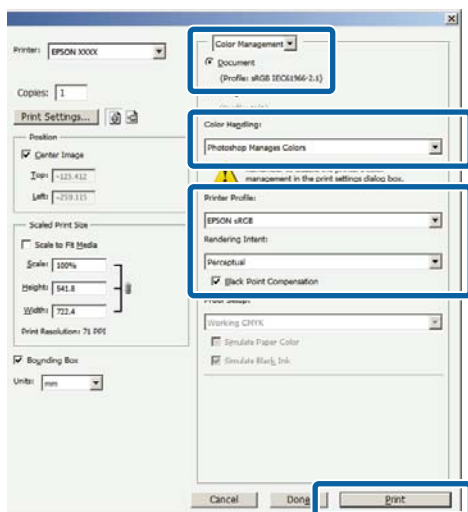 Printer: EPSON XXXX
Copies: 1
Print Settings...
Position
Center Image
Top: -125.412
Left: -259.115
Scaled Print Size
Scale to Fit Media
Scale: 100%
Height: 541.8
Width: 722.4
Print Resolution: 71 PPI
Bounding Box
Units: mm
Color Management
Document
(Profile: sRGB IEC61966-2.1)
Color Handling:
Photoshop Manages Colors
management in the print settings dialog box.
Printer Profile:
EPSON sRGB
Rendering Intent:
Perceptual
Black Point Compensation
Proof Setup:
Working CMYK
Simulate Paper Color
Simulate Black Ink
Cancel
Done
Print